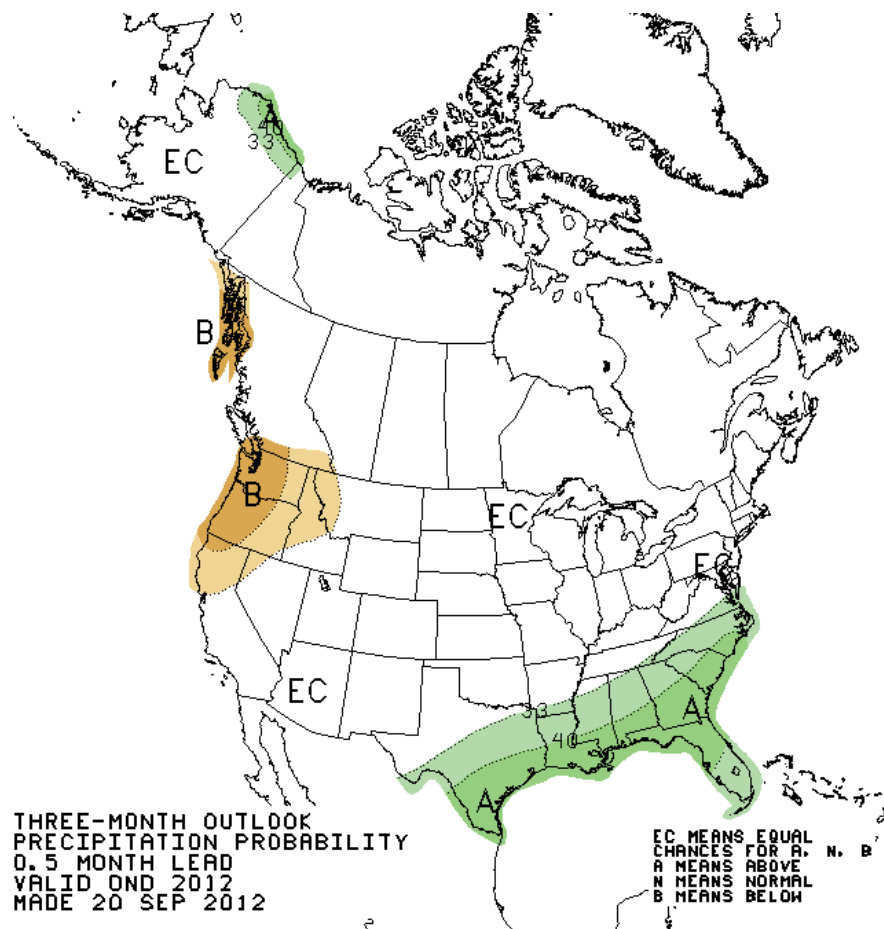 A
40
33
EC
B
B
EC
EC
EC
33
A
40
A
THREE-MONTH OUTLOOK
PRECIPITATION PROBABILITY
0.5 MONTH LEAD
VALID OND 2012
MADE 20 SEP 2012
EC MEANS EQUAL
CHANCES FOR A, N, B
A MEANS ABOVE
N MEANS NORMAL
B MEANS BELOW